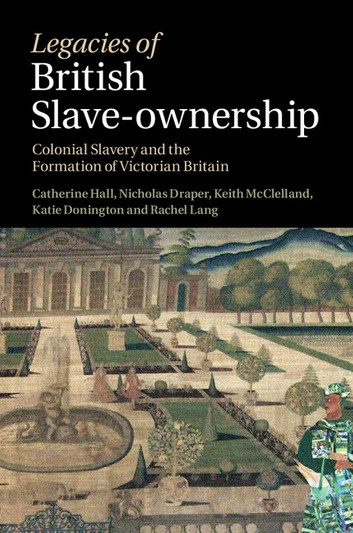 Legacies of
British
Slave-ownership
Colonial Slavery and the
Formation of Victorian Britain
Catherine Hall, Nicholas Draper, Keith McClelland,
Katie Donington and Rachel Lang